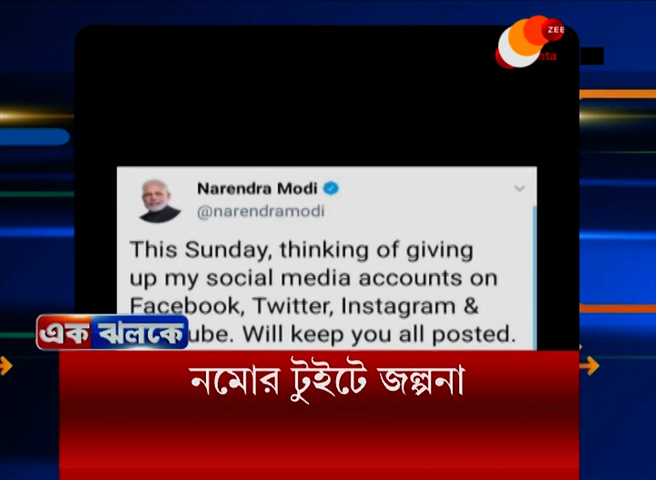 ZEE
Narendra Modi
@narendramodi
This Sunday, thinking of giving
up my social media accounts on
Facebook, Twitter, Instagram &
ube. Will keep you all posted.
এক ঝলকে
নমোর টুইটে জল্পনা